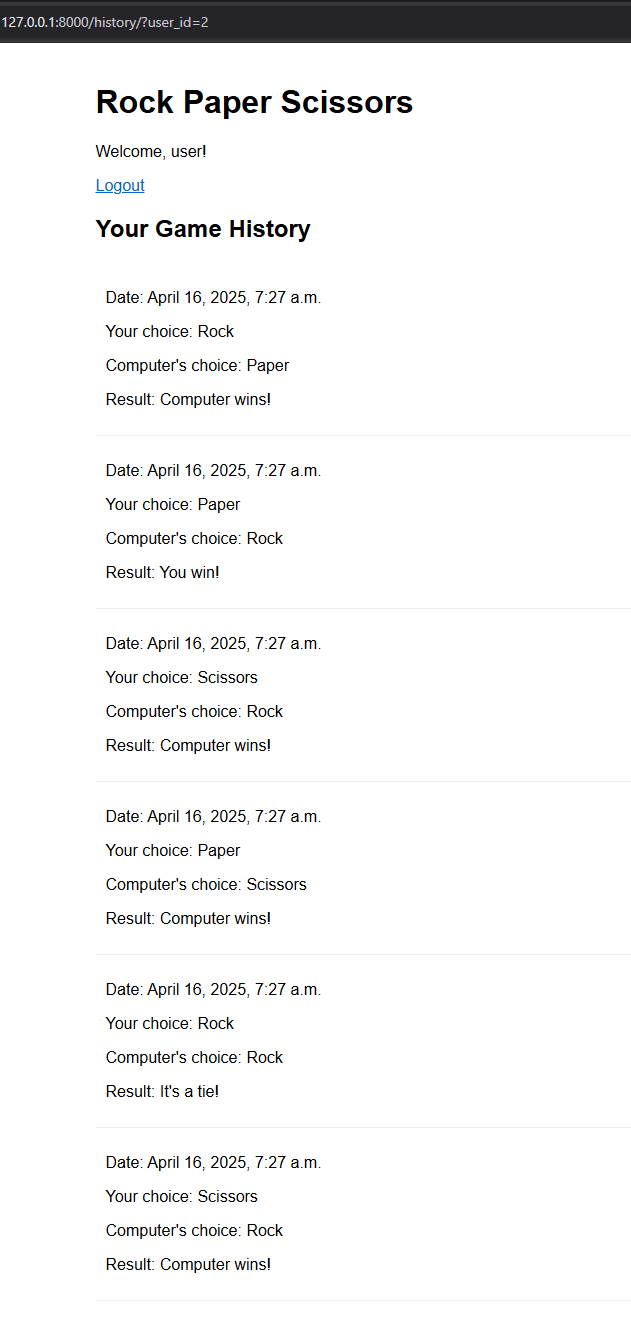 127.0.0.1:8000/history/?user_id=2
Rock Paper Scissors
Welcome, user!
Logout
Your Game History
Date: April 16, 2025, 7:27 a.m.
Your choice: Rock
Computer's choice: Paper
Result: Computer wins!
Date: April 16, 2025, 7:27 a.m.
Your choice: Paper
Computer's choice: Rock
Result: You win!
Date: April 16, 2025, 7:27 a.m.
Your choice: Scissors
Computer's choice: Rock
Result: Computer wins!
Date: April 16, 2025, 7:27 a.m.
Your choice: Paper
Computer's choice: Scissors
Result: Computer wins!
Date: April 16, 2025, 7:27 a.m.
Your choice: Rock
Computer's choice: Rock
Result: It's a tie!
Date: April 16, 2025, 7:27 a.m.
Your choice: Scissors
Computer's choice: Rock
Result: Computer wins!